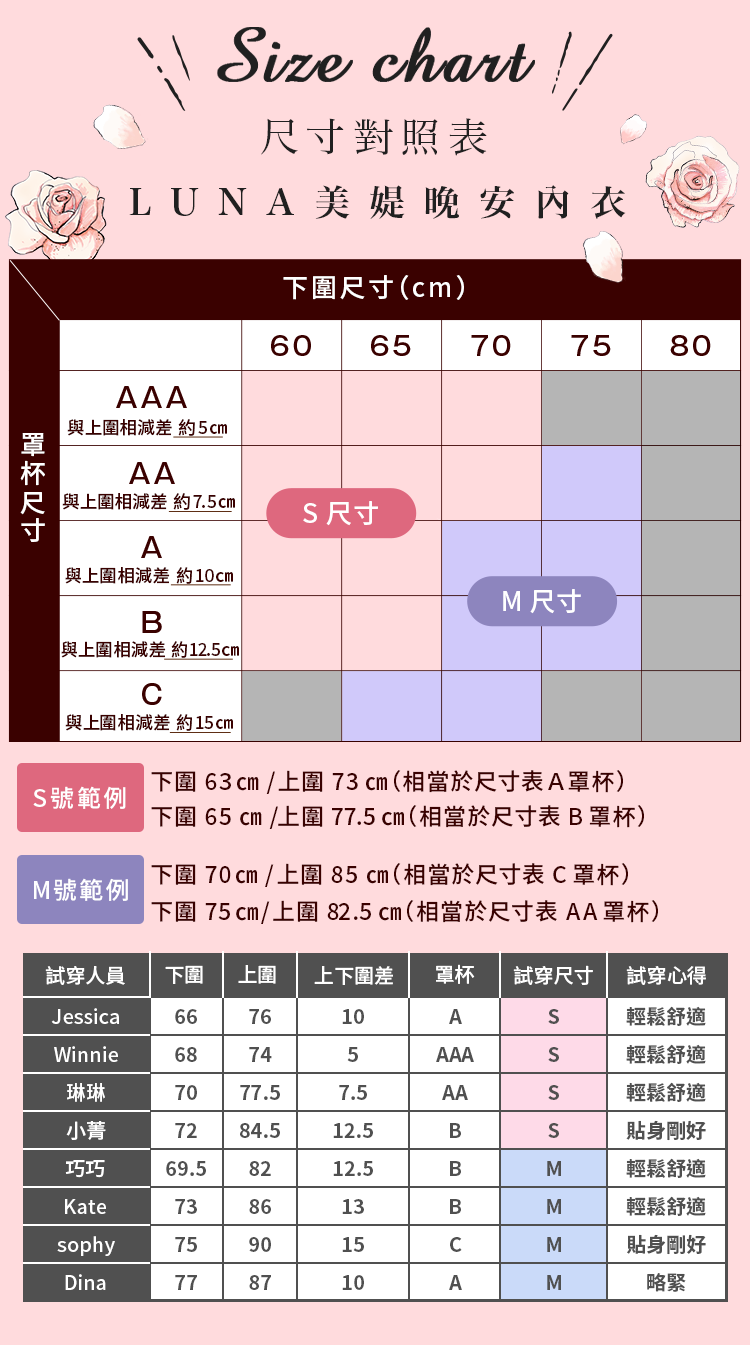 Size chart
尺寸對照表
LUNA美媞晚安內衣
下圍尺寸(cm)
60 65 70 75 80
罩杯尺寸
AAA
與上圍相減差 約5cm
AA
與上圍相減差 約7.5cm
A
與上圍相減差 約10cm
B
與上圍相減差 約12.5cm
C
與上圍相減差 約15cm
S 尺寸
M 尺寸
S號範例
下圍 63cm /上圍 73 cm(相當於尺寸表A罩杯)
下圍 65 cm /上圍 77.5cm(相當於尺寸表 B 罩杯)
M號範例
下圍 70cm /上圍 85 cm(相當於尺寸表 C 罩杯)
下圍 75cm/上圍 82.5 cm(相當於尺寸表 AA罩杯)
試穿人員 下圍 上圍 上下圍差 罩杯 試穿尺寸 試穿心得
Jessica 66 76 10 A S 輕鬆舒適
Winnie 68 74 5 AAA S 輕鬆舒適
琳琳 70 77.5 7.5 AA S 輕鬆舒適
小菁 72 84.5 12.5 B S 貼身剛好
巧巧 69.5 82 12.5 B M 輕鬆舒適
Kate 73 86 13 B M 輕鬆舒適
sophy 75 90 15 C M 貼身剛好
Dina 77 87 10 A M 略緊